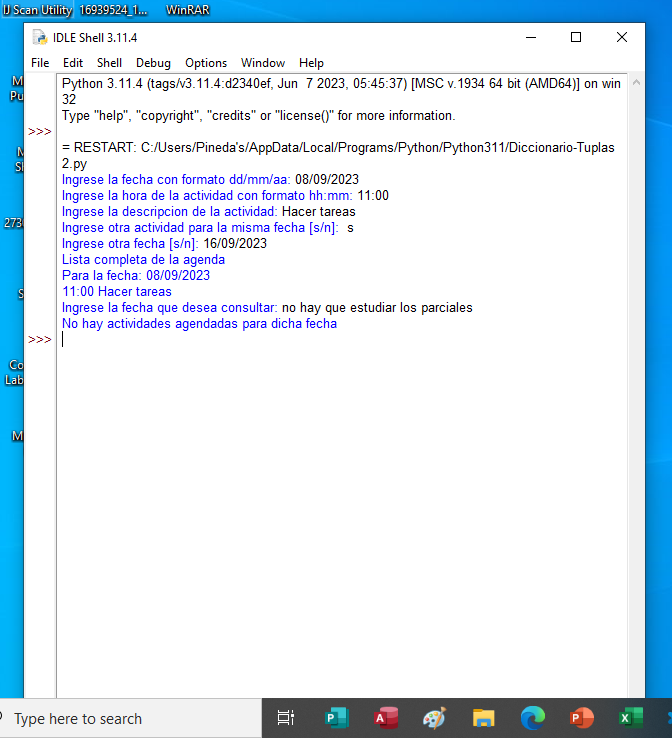 IJ Scan Utility 16939524_1... WinRAR
IDLE Shell 3.11.4
File Edit Shell Debug Options Window Help
Python 3.11.4 (tags/v3.11.4:d2340ef, Jun  7 2023, 05:45:37) [MSC v.1934 64 bit (AMD64)] on win
32
Type "help", "copyright", "credits" or "license()" for more information.
>>>
= RESTART: C:/Users/Pineda's/AppData/Local/Programs/Python/Python311/Diccionario-Tuplas
2.py
Ingrese la fecha con formato dd/mm/aa: 08/09/2023
Ingrese la hora de la actividad con formato hh:mm: 11:00
Ingrese la descripcion de la actividad: Hacer tareas
Ingrese otra actividad para la misma fecha [s/n]:  s
Ingrese otra fecha [s/n]: 16/09/2023
Lista completa de la agenda
Para la fecha: 08/09/2023
11:00 Hacer tareas
Ingrese la fecha que desea consultar: no hay que estudiar los parciales
No hay actividades agendadas para dicha fecha
>>>
Type here to search